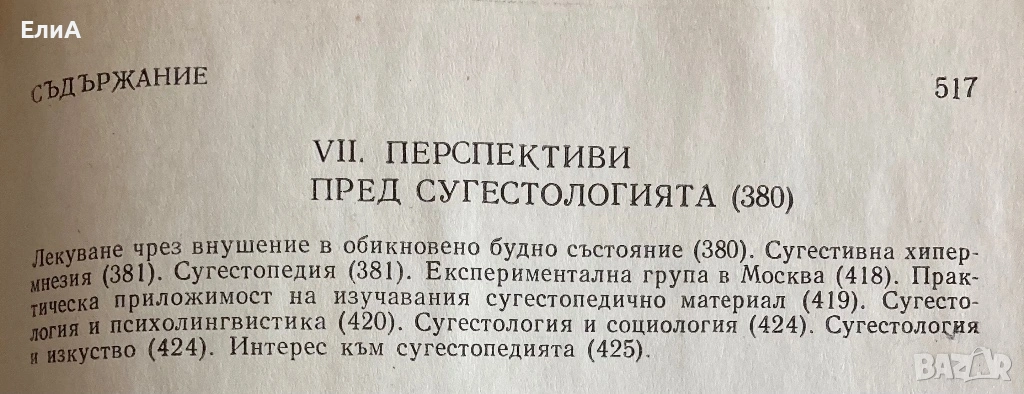 ЕлиА
СЪДЪРЖАНИЕ 517
VII. ПЕРСПЕКТИВИ
ПРЕД СУГЕСТОЛОГИЯТА (380)
Лекуване чрез внушение в обикновено будно състояние (380). Сугестивна хипер-
мнезия (381). Сугестопедия (381). Експериментална група в Москва (418). Прак-
тическа приложимост на изучавания сугестопедично материал (419). Сугесто-
логия и психолингвистика (420). Сугестология и социология (424). Сугестология
и изкуство (424). Интерес към сугестопедията (425).
BAZAR